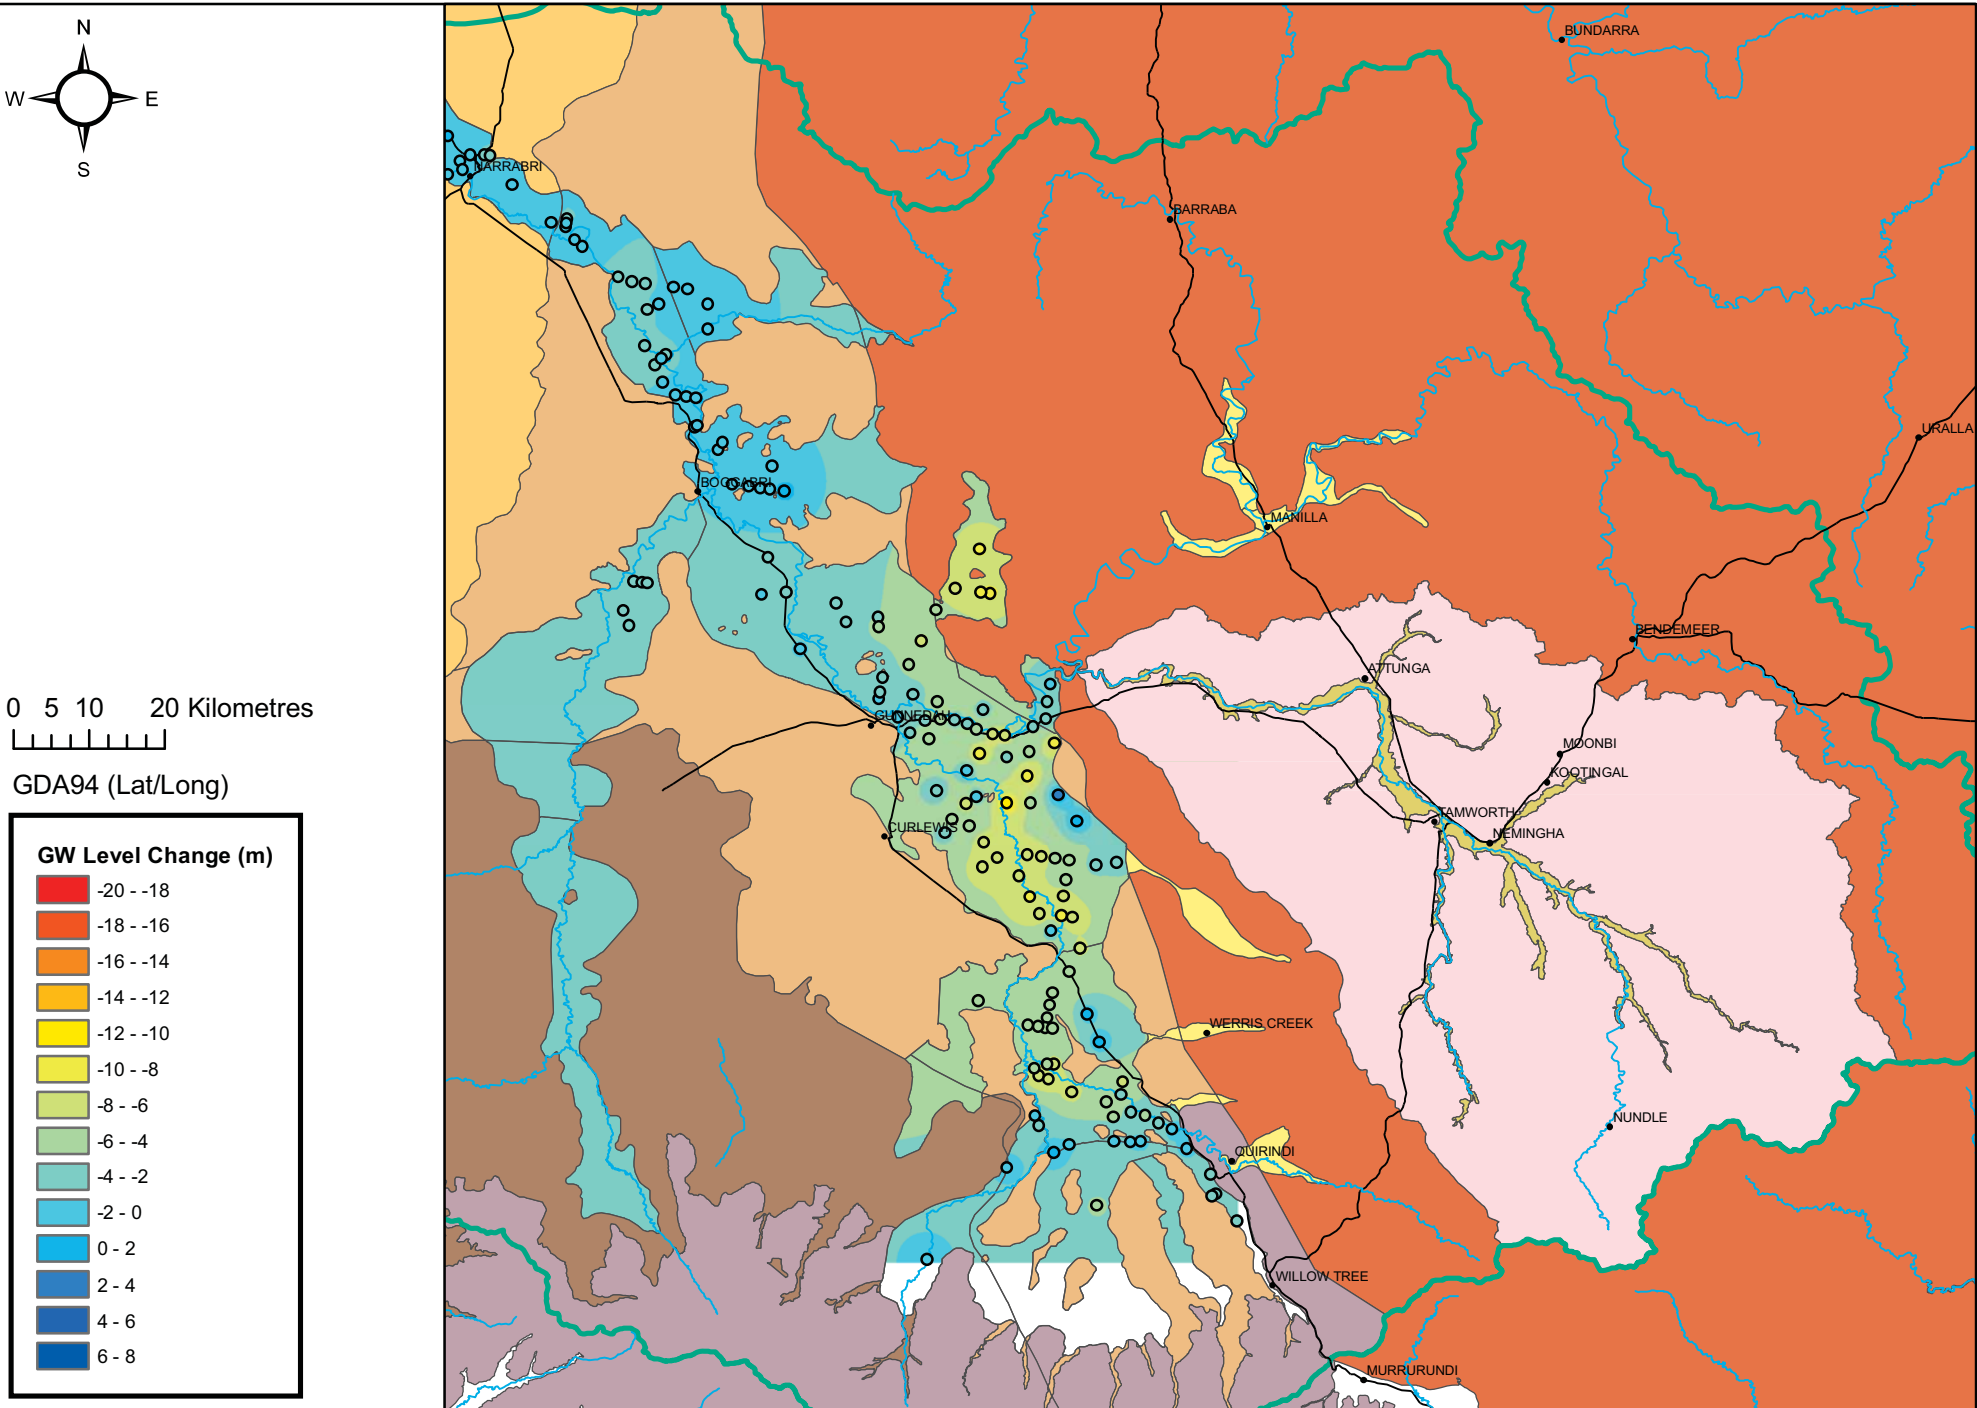 N
W E
S
BUNDARRA
NARRABRI
BARRABA
URALLA
BOGGABRI
MANILLA
BENDEMEER
ATTUNGA
0 5 10 20 Kilometres
GUNNEDAH
MOONBI
KOOTINGAL
GDA94 (Lat/Long)
TAMWORTH
CURLEWIS
NEMINGHA
GW Level Change (m)
-20 - -18
-18 - -16
-16 - -14
-14 - -12
-12 - -10
-10 - -8
-8 - -6
-6 - -4
-4 - -2
-2 - 0
0 - 2
2 - 4
4 - 6
6 - 8
WERRIS CREEK
NUNDLE
QUIRINDI
WILLOW TREE
MURRURUNDI